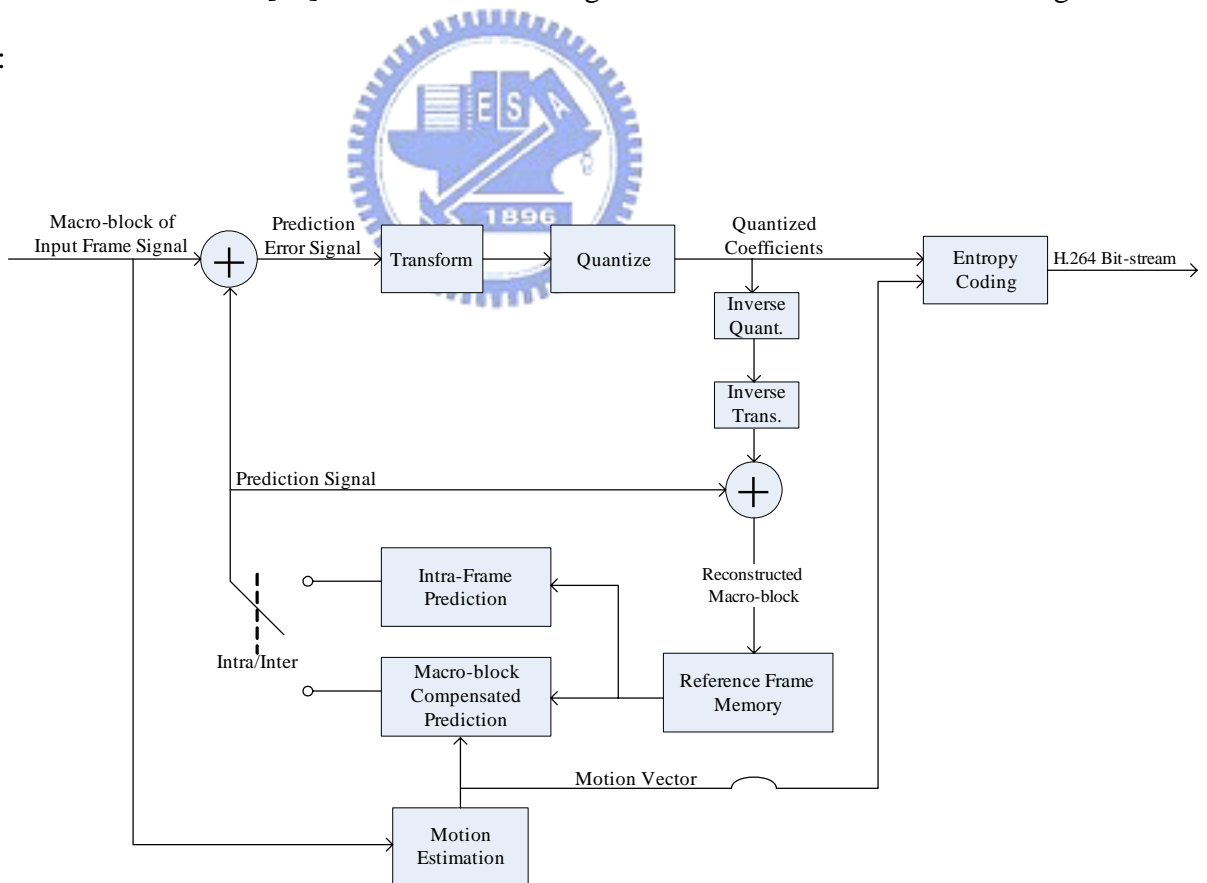 :
ESA
1896
Macro-block of
Input Frame Signal
Prediction
Error Signal
Transform
Quantize
Quantized
Coefficients
Entropy
Coding
H.264 Bit-stream
Inverse
Quant.
Inverse
Trans.
Prediction Signal
Intra-Frame
Prediction
Reconstructed
Macro-block
Intra/Inter
Macro-block
Compensated
Prediction
Reference Frame
Memory
Motion Vector
Motion
Estimation